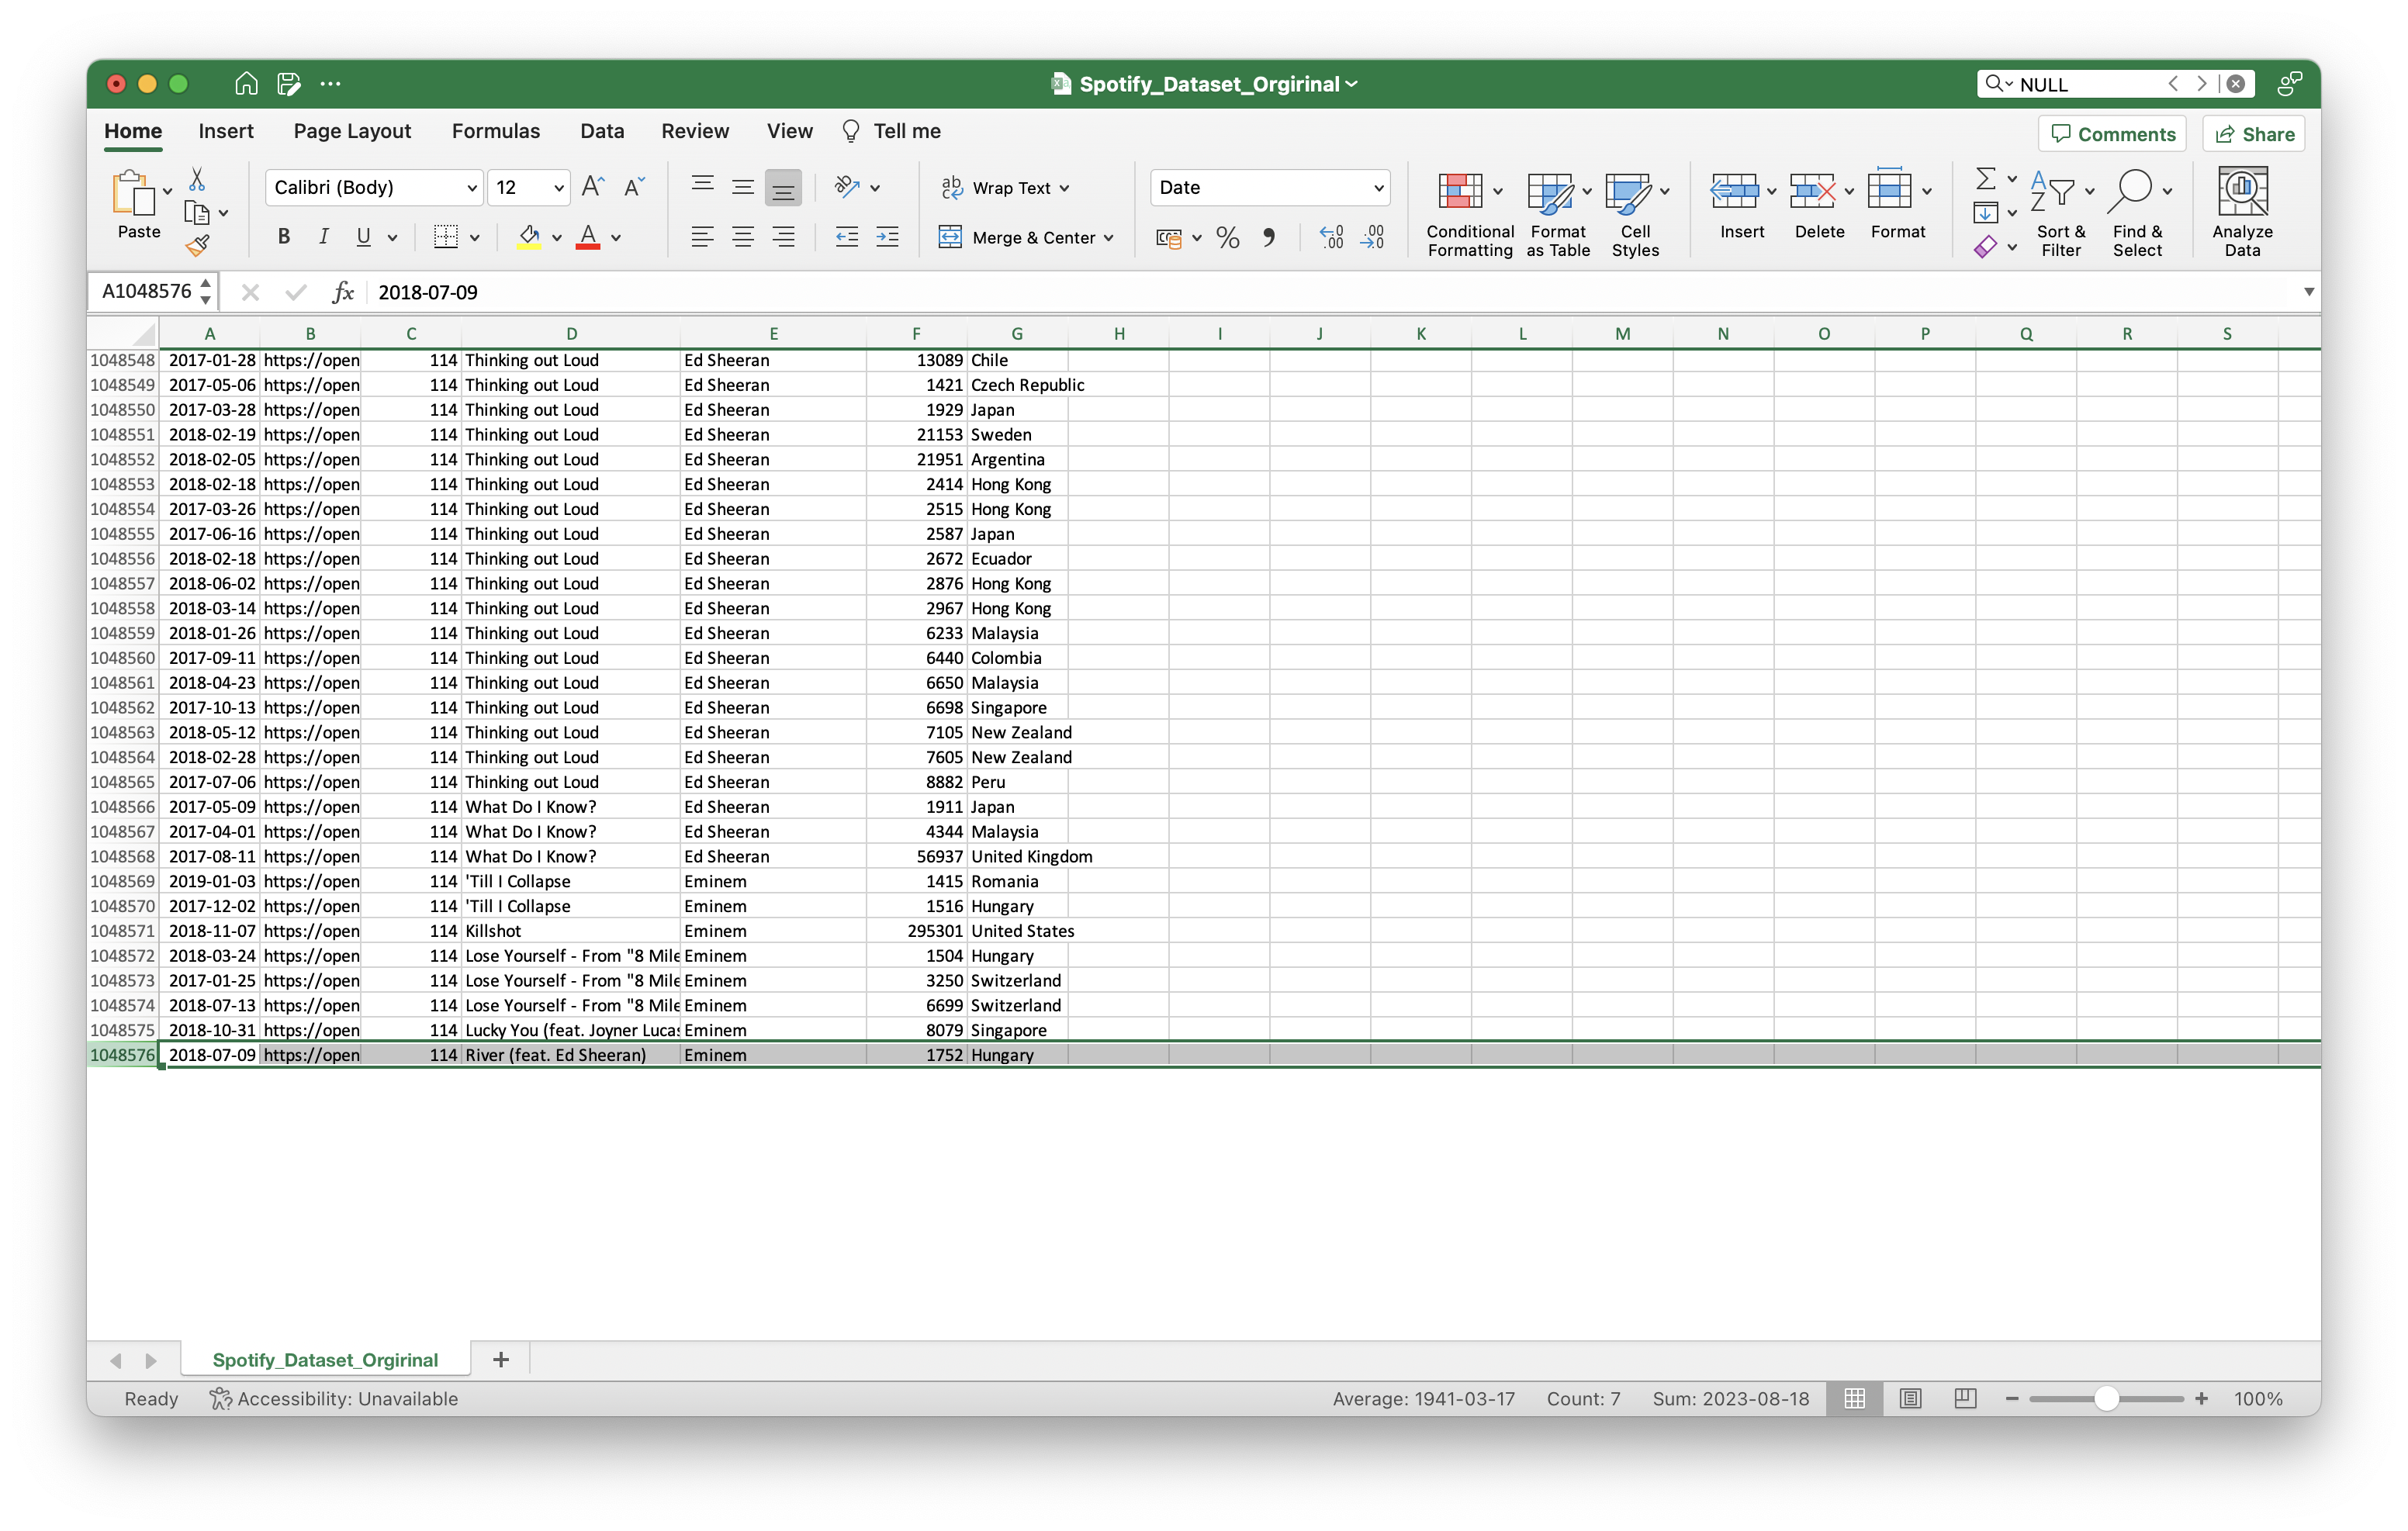 Spotify_Dataset_Orgirinal
NULL
Home Insert Page Layout Formulas Data Review View Tell me
Comments Share
Paste
Calibri (Body) 12
Wrap Text
Merge & Center
Date
Conditional Formatting
Format as Table
Cell Styles
Insert Delete Format
Sort & Filter
Find & Select
Analyze Data
A1048576 fx 2018-07-09
A B C D E F G H I J K L M N O P Q R S
1048548 2017-01-28 https://open 114 Thinking out Loud Ed Sheeran 13089 Chile
1048549 2017-05-06 https://open 114 Thinking out Loud Ed Sheeran 1421 Czech Republic
1048550 2017-03-28 https://open 114 Thinking out Loud Ed Sheeran 1929 Japan
1048551 2018-02-19 https://open 114 Thinking out Loud Ed Sheeran 21153 Sweden
1048552 2018-02-05 https://open 114 Thinking out Loud Ed Sheeran 21951 Argentina
1048553 2018-02-18 https://open 114 Thinking out Loud Ed Sheeran 2414 Hong Kong
1048554 2017-03-26 https://open 114 Thinking out Loud Ed Sheeran 2515 Hong Kong
1048555 2017-06-16 https://open 114 Thinking out Loud Ed Sheeran 2587 Japan
1048556 2018-02-18 https://open 114 Thinking out Loud Ed Sheeran 2672 Ecuador
1048557 2018-06-02 https://open 114 Thinking out Loud Ed Sheeran 2876 Hong Kong
1048558 2018-03-14 https://open 114 Thinking out Loud Ed Sheeran 2967 Hong Kong
1048559 2018-01-26 https://open 114 Thinking out Loud Ed Sheeran 6233 Malaysia
1048560 2017-09-11 https://open 114 Thinking out Loud Ed Sheeran 6440 Colombia
1048561 2018-04-23 https://open 114 Thinking out Loud Ed Sheeran 6650 Malaysia
1048562 2017-10-13 https://open 114 Thinking out Loud Ed Sheeran 6698 Singapore
1048563 2018-05-12 https://open 114 Thinking out Loud Ed Sheeran 7105 New Zealand
1048564 2018-02-28 https://open 114 Thinking out Loud Ed Sheeran 7605 New Zealand
1048565 2017-07-06 https://open 114 Thinking out Loud Ed Sheeran 8882 Peru
1048566 2017-05-09 https://open 114 What Do I Know? Ed Sheeran 1911 Japan
1048567 2017-04-01 https://open 114 What Do I Know? Ed Sheeran 4344 Malaysia
1048568 2017-08-11 https://open 114 What Do I Know? Ed Sheeran 56937 United Kingdom
1048569 2019-01-03 https://open 114 'Till I Collapse Eminem 1415 Romania
1048570 2017-12-02 https://open 114 'Till I Collapse Eminem 1516 Hungary
1048571 2018-11-07 https://open 114 Killshot Eminem 295301 United States
1048572 2018-03-24 https://open 114 Lose Yourself - From "8 Mile Eminem 1504 Hungary
1048573 2017-01-25 https://open 114 Lose Yourself - From "8 Mile Eminem 3250 Switzerland
1048574 2018-07-13 https://open 114 Lose Yourself - From "8 Mile Eminem 6699 Switzerland
1048575 2018-10-31 https://open 114 Lucky You (feat. Joyner Lucas Eminem 8079 Singapore
1048576 2018-07-09 https://open 114 River (feat. Ed Sheeran) Eminem 1752 Hungary
Spotify_Dataset_Orgirinal
Ready Accessibility: Unavailable Average: 1941-03-17 Count: 7 Sum: 2023-08-18 100%